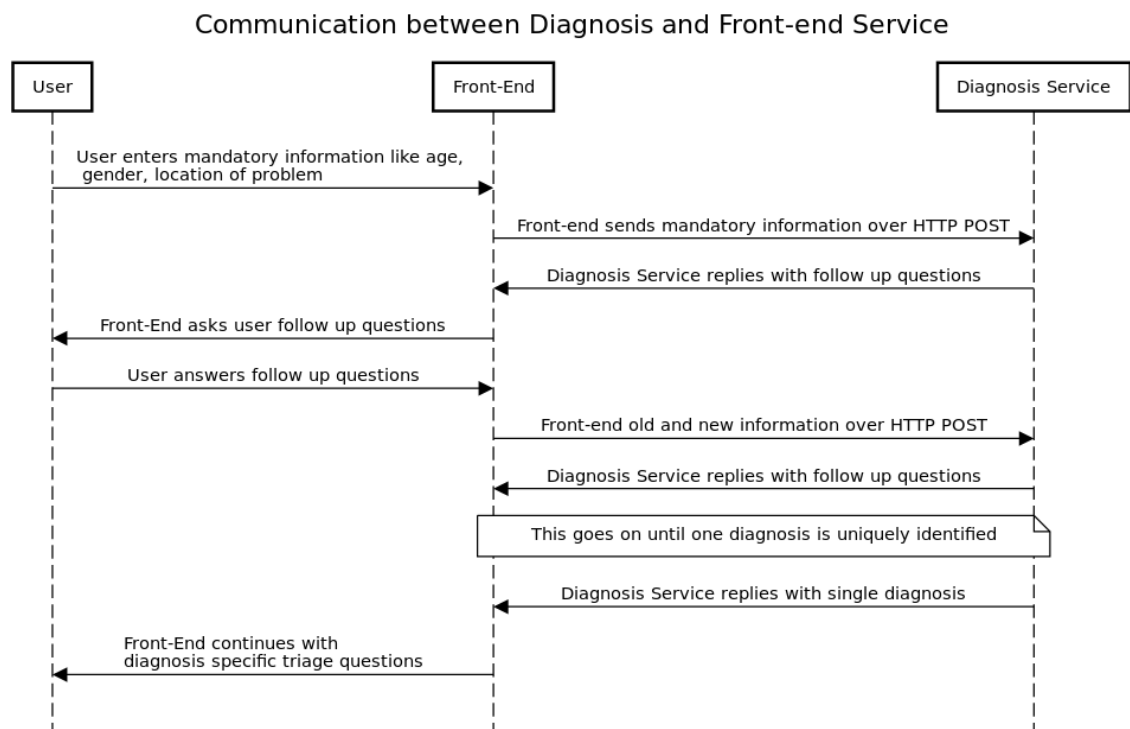 Communication between Diagnosis and Front-end Service
User
Front-End
Diagnosis Service
User enters mandatory information like age,
gender, location of problem
Front-end sends mandatory information over HTTP POST
Diagnosis Service replies with follow up questions
Front-End asks user follow up questions
User answers follow up questions
Front-end old and new information over HTTP POST
Diagnosis Service replies with follow up questions
This goes on until one diagnosis is uniquely identified
Diagnosis Service replies with single diagnosis
Front-End continues with
diagnosis specific triage questions